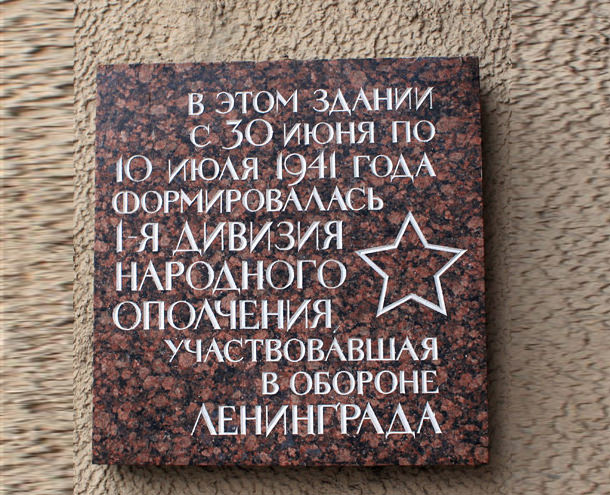 В ЭТОМ ЗДАНИИ
С 30 ИЮНЯ ПО
10 ИЮЛЯ 1941 ГОДА
ФОРМИРОВАЛАСЬ
1-Я ДИВИЗИЯ
НАРОДНОГО
ОПОЛЧЕНИЯ,
УЧАСТВОВАВШАЯ
В ОБОРОНЕ
ЛЕНИНГРАДА